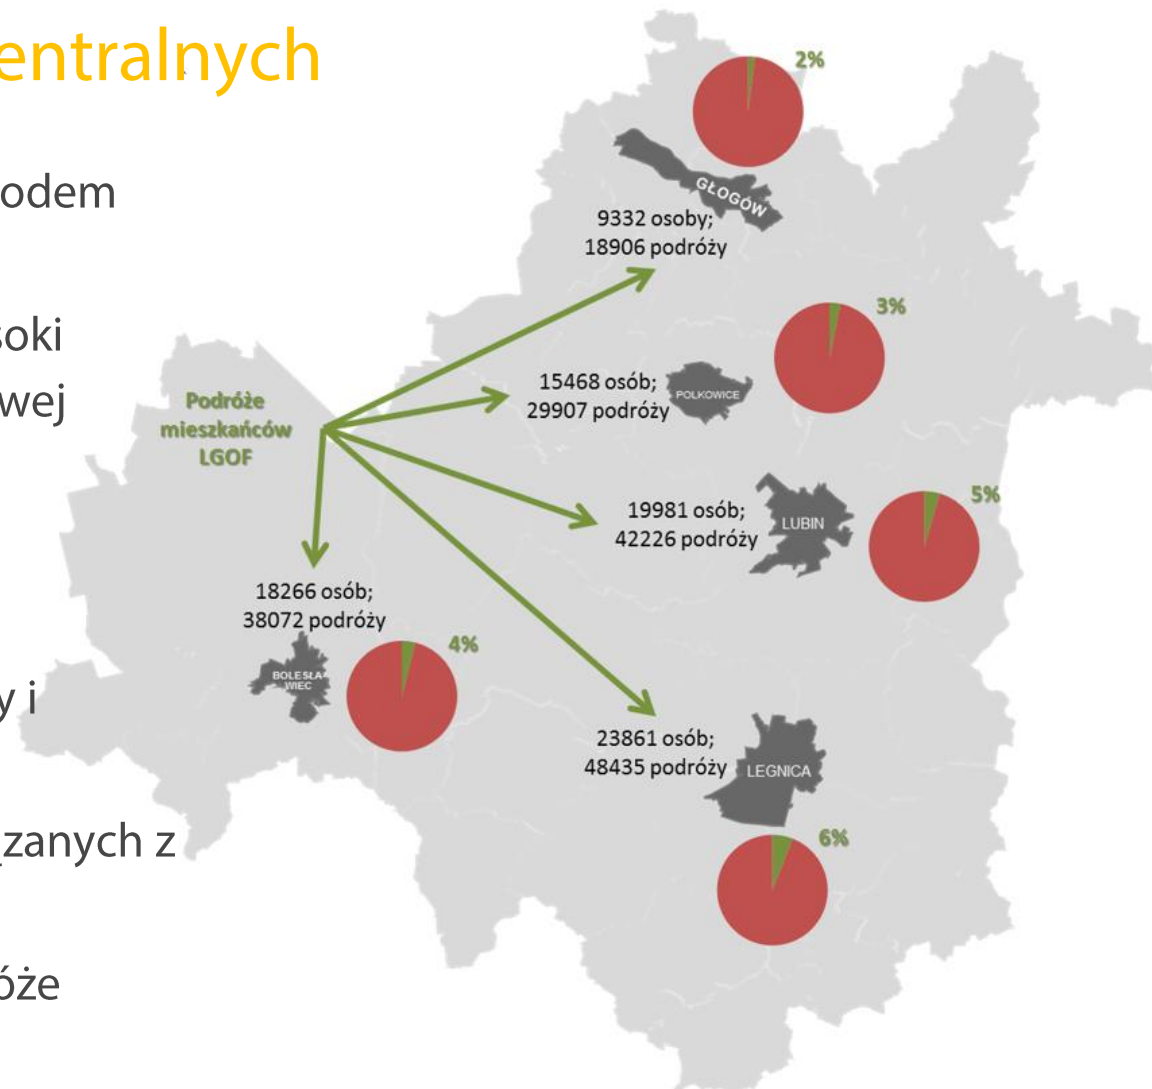 entralnych
odem
soki
wej
y i
ązanych z
óże
2%
GŁOGÓW
9332 osoby;
18906 podróży
3%
15468 osób;
29907 podróży
POLKOWICE
Podróże
mieszkańców
LGOF
5%
19981 osób;
42226 podróży
LUBIN
18266 osób;
38072 podróży
BOLESŁA
WIEC
4%
23861 osób;
48435 podróży
LEGNICA
6%